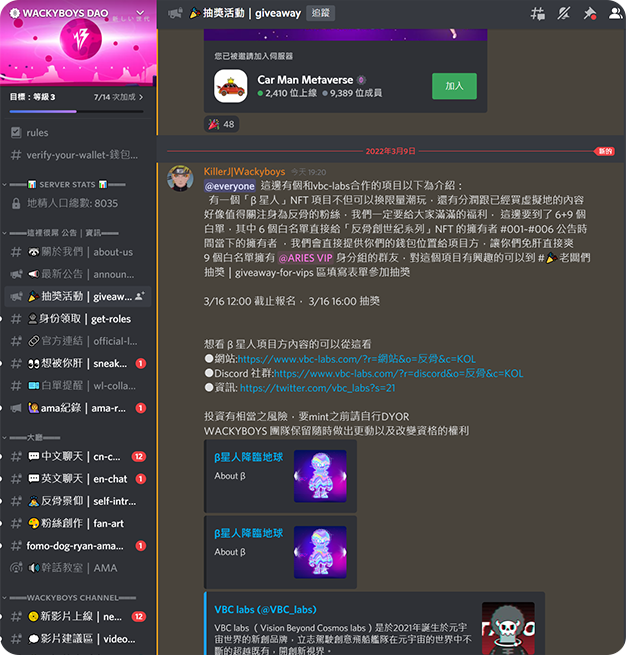 WACKYBOYS DAO
新しい世代
目標：等級 3
7/14 次加成 >
rules
verify-your-wallet-錢包...
SERVER STATS
地精人口總數: 8035
這裡很鬧 公告｜資訊
關於我們｜about-us
最新公告｜announ...
抽獎活動｜giveaw...
身份領取｜get-roles
官方連結｜official-l...
想被你肝｜sneak...
1
白單提醒｜wl-colla...
ama紀錄｜ama-r...
1
大廳
中文聊天｜cn-c...
12
英文聊天｜en-chat
1
反骨景仰｜self-intr...
粉絲創作｜fan-art
fomo-dog-ryan-ama...
1
幹話教室｜AMA
WACKYBOYS CHANNEL
新影片上線｜ne...
12
影片建議區｜video...
抽獎活動｜giveaway
追蹤
您已被邀請加入伺服器
Car Man Metaverse
2,410 位上線 9,389 位成員
加入
48
2022年3月9日
新的
KillerJ|Wackyboys 今天 19:20
@everyone 這邊有個和vbc-labs合作的項目以下為介紹：
有一個「β 星人」NFT 項目不但可以換限量潮玩，還有分潤跟已經買虛擬地的內容
好像值得關注身為反骨的粉絲，我們一定要給大家滿滿的福利，這邊要到了 6+9 個
白單，其中 6 個白名單直接給「反骨創世紀系列」NFT 的擁有者 #001-#006 公告時
間當下的擁有者 ，我們會直接提供你們的錢包位置給項目方，讓你們免肝直接爽
9 個白名單擁有 @ARIES VIP 身分組的群友，對這個項目有興趣的可以到 #🎉老闆們
抽獎｜giveaway-for-vips 區填寫表單參加抽獎
3/16 12:00 截止報名， 3/16 16:00 抽獎
想看 β 星人項目方內容的可以從這看
●網站:https://www.vbc-labs.com/?r=網站&o=反骨&c=KOL
●Discord 社群:https://www.vbc-labs.com/?r=discord&o=反骨&c=KOL
●資訊: https://twitter.com/vbc_labs?s=21
投資有相當之風險，要mint之前請自行DYOR
WACKYBOYS 團隊保留隨時做出更動以及改變資格的權利
β星人降臨地球
About β
β星人降臨地球
About β
VBC labs (@VBC_labs)
VBC labs （ Vision Beyond Cosmos labs ）是於2021年誕生於元宇
宙世界的新創品牌，立志駕駛創意飛船艦隊在元宇宙的世界中不
斷的超越既有，開創新視界。